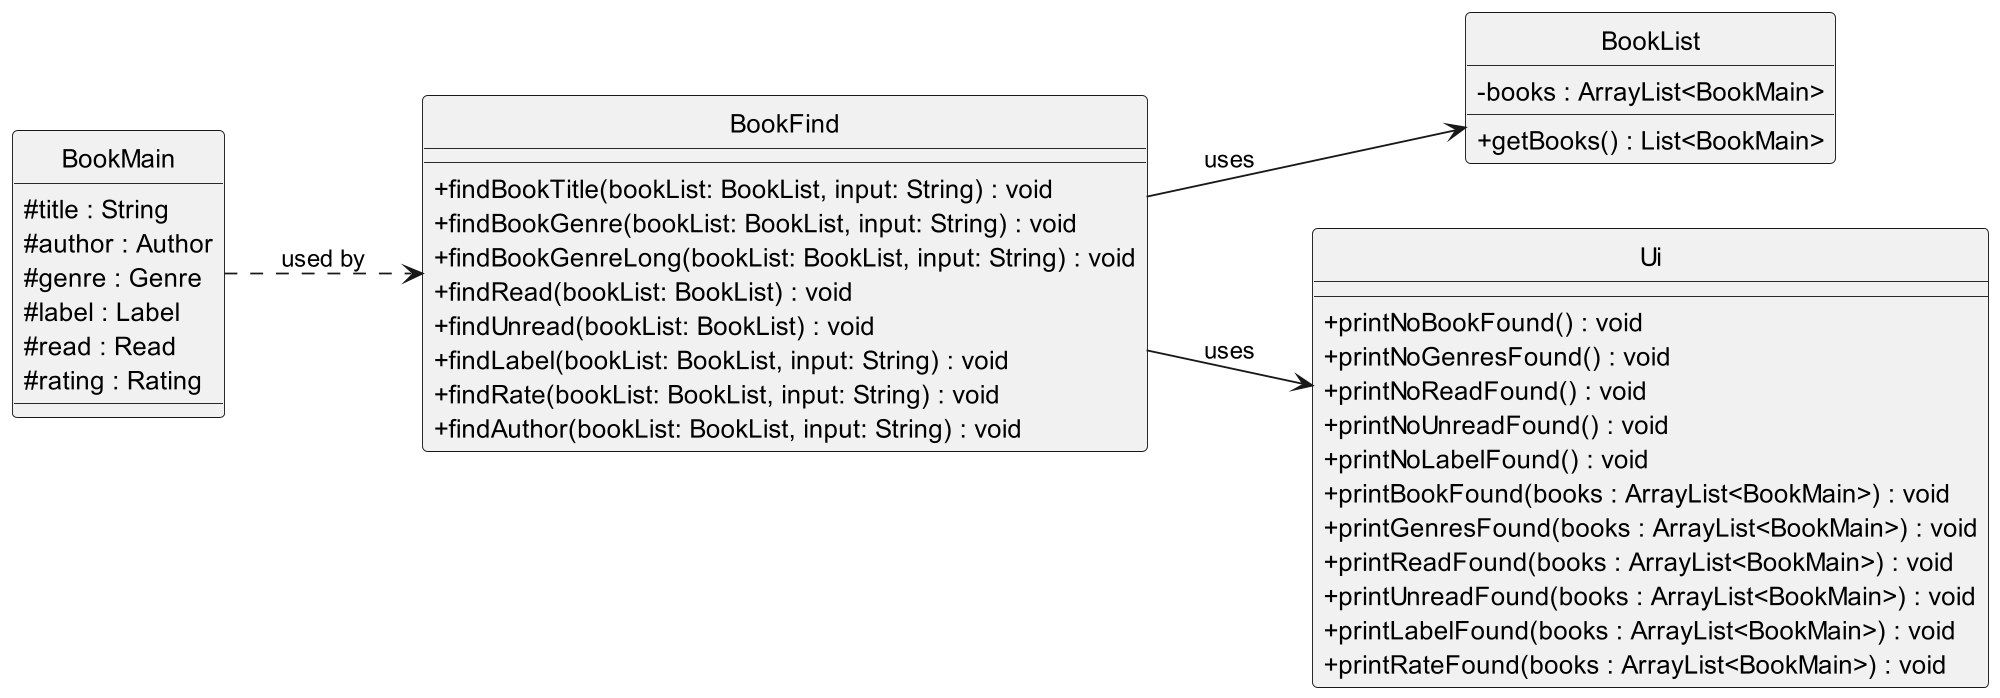 BookMain
#title : String
#author : Author
#genre : Genre
#label : Label
#read : Read
#rating : Rating
used by
BookFind
+findBookTitle(bookList: BookList, input: String) : void
+findBookGenre(bookList: BookList, input: String) : void
+findBookGenreLong(bookList: BookList, input: String) : void
+findRead(bookList: BookList) : void
+findUnread(bookList: BookList) : void
+findLabel(bookList: BookList, input: String) : void
+findRate(bookList: BookList, input: String) : void
+findAuthor(bookList: BookList, input: String) : void
uses
BookList
-books : ArrayList<BookMain>
+getBooks() : List<BookMain>
uses
Ui
+printNoBookFound() : void
+printNoGenresFound() : void
+printNoReadFound() : void
+printNoUnreadFound() : void
+printNoLabelFound() : void
+printBookFound(books : ArrayList<BookMain>) : void
+printGenresFound(books : ArrayList<BookMain>) : void
+printReadFound(books : ArrayList<BookMain>) : void
+printUnreadFound(books : ArrayList<BookMain>) : void
+printLabelFound(books : ArrayList<BookMain>) : void
+printRateFound(books : ArrayList<BookMain>) : void